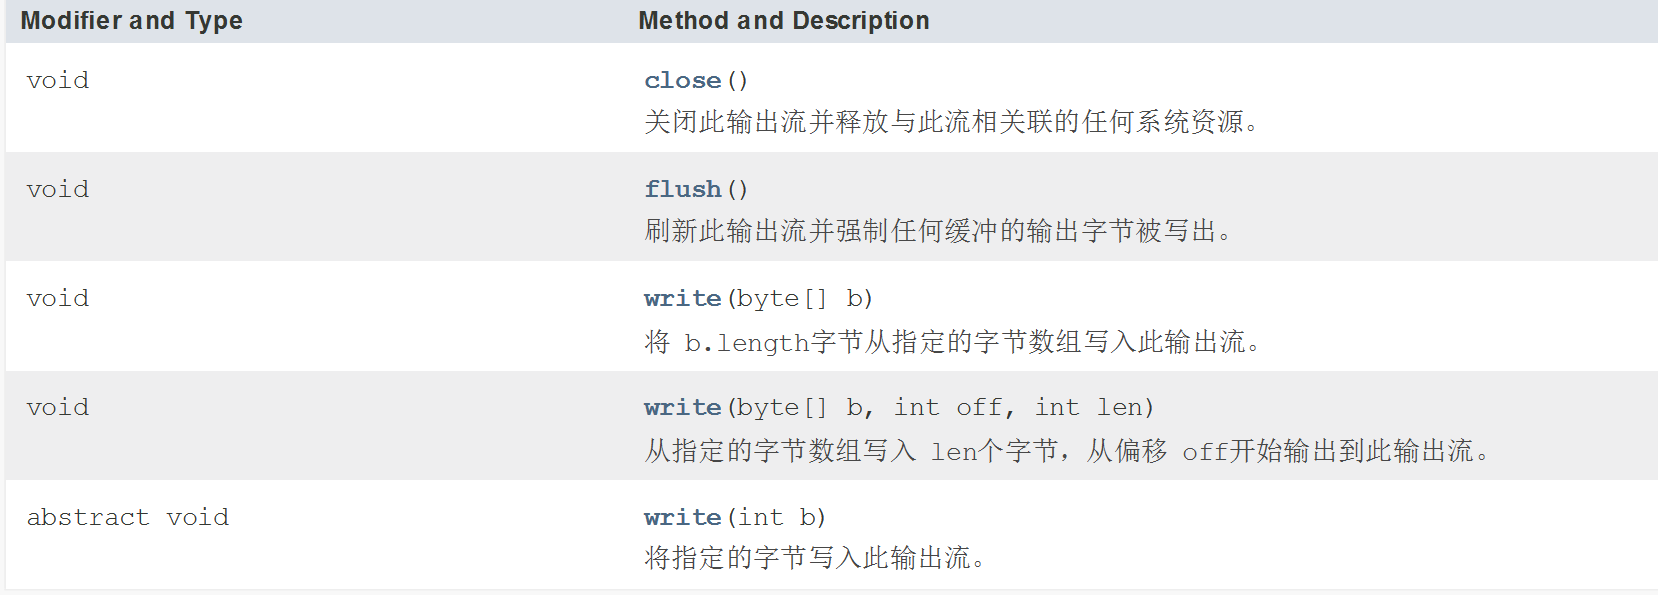 Modifier and Type Method and Description
void close()
关闭此输出流并释放与此流相关联的任何系统资源。
void flush()
刷新此输出流并强制任何缓冲的输出字节被写出。
void write(byte[] b)
将 b.length字节从指定的字节数组写入此输出流。
void write(byte[] b, int off, int len)
从指定的字节数组写入 len个字节，从偏移 off开始输出到此输出流。
abstract void write(int b)
将指定的字节写入此输出流。